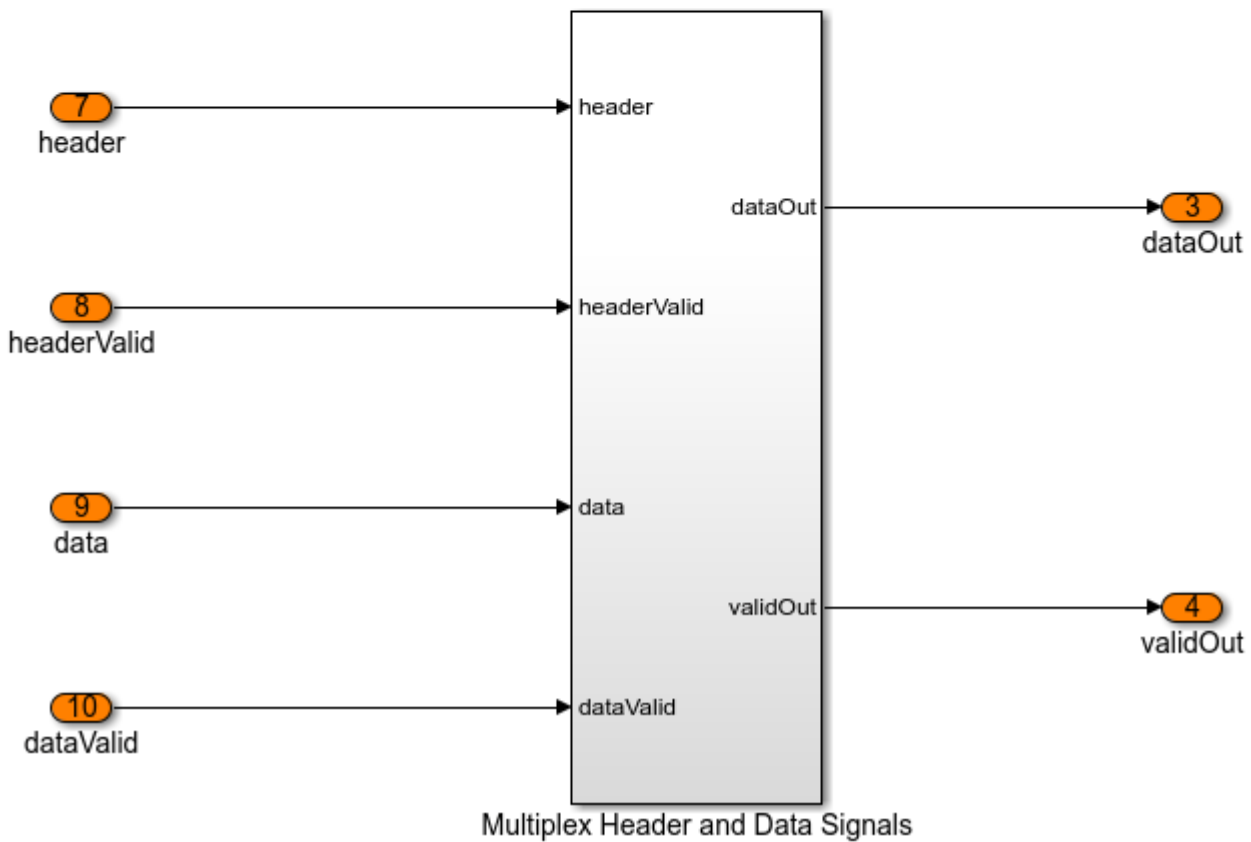 7
header
header
dataOut
3
dataOut
8
headerValid
headerValid
9
data
data
validOut
4
validOut
10
dataValid
dataValid
Multiplex Header and Data Signals